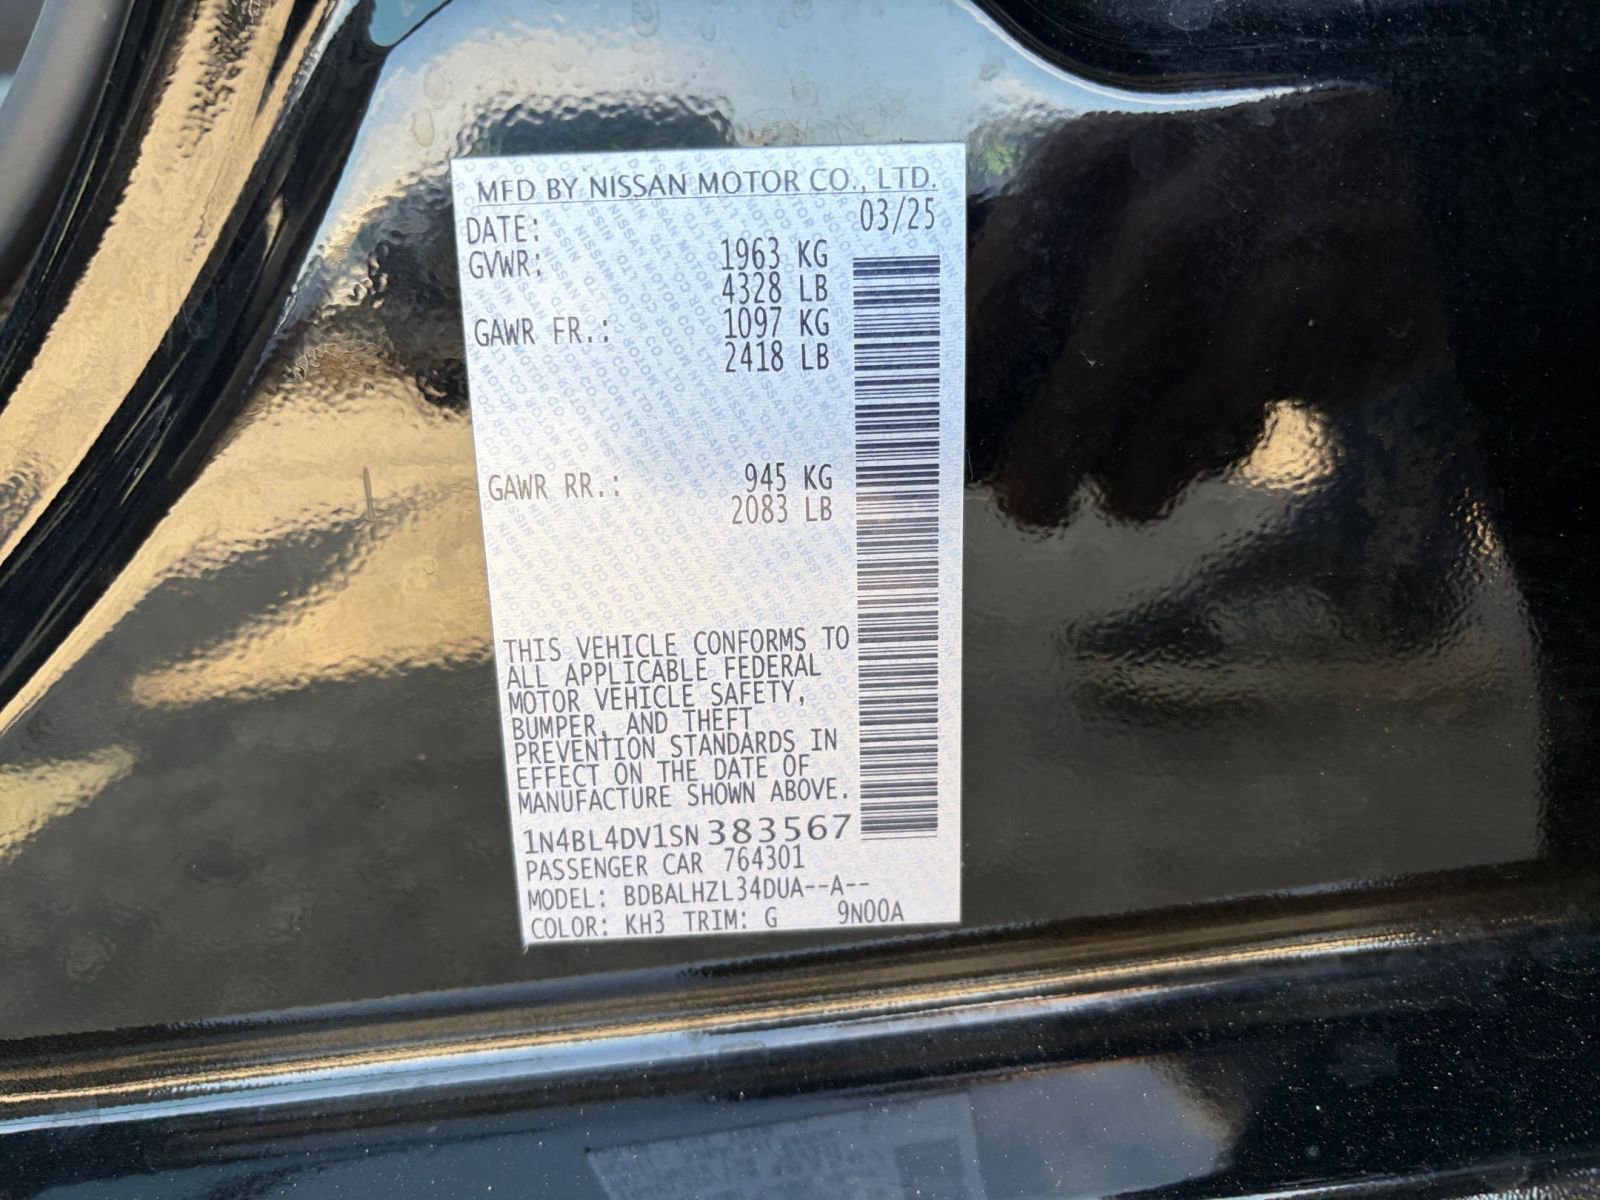 MFD BY NISSAN MOTOR CO., LTD.
DATE: 03/25
GVWR: 1963 KG
4328 LB
GAWR FR.: 1097 KG
2418 LB
GAWR RR.: 945 KG
2083 LB
THIS VEHICLE CONFORMS TO
ALL APPLICABLE FEDERAL
MOTOR VEHICLE SAFETY,
BUMPER, AND THEFT
PREVENTION STANDARDS IN
EFFECT ON THE DATE OF
MANUFACTURE SHOWN ABOVE.
1N4BL4DV1SN383567
PASSENGER CAR 764301
MODEL: BDBALHZL34DUA--A--
COLOR: KH3 TRIM: G 9N00A